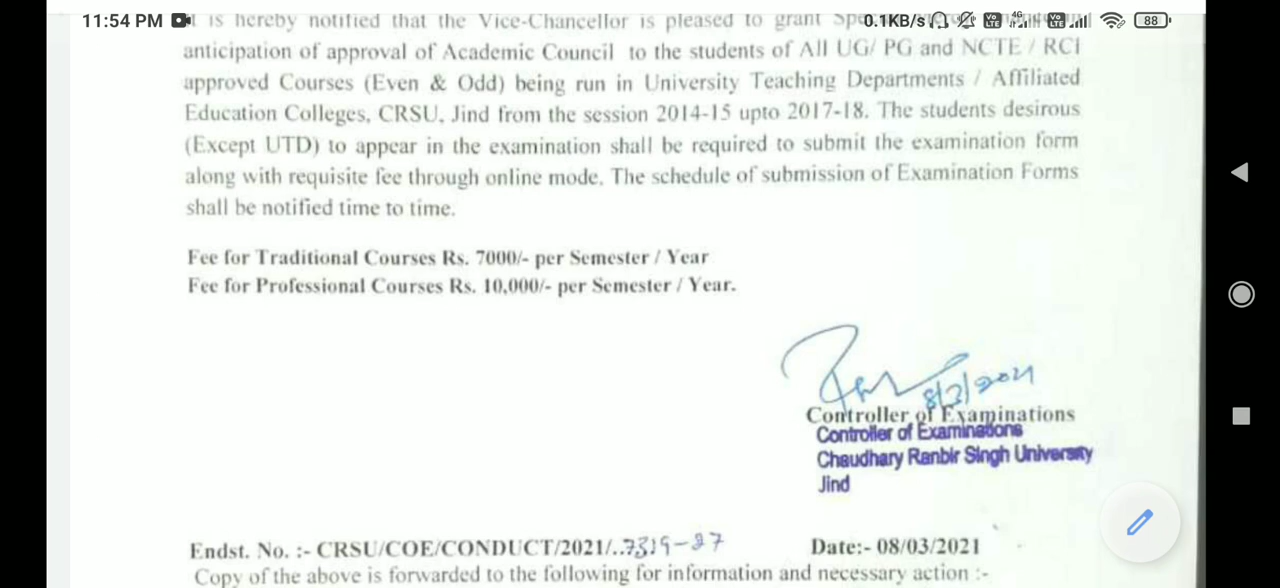 11:54 PM
0.1KB/s
Vo LTE
4G
Vo LTE
88
is hereby notified that the Vice-Chancellor is pleased to grant
anticipation of approval of Academic Council to the students of All UG/ PG and NCTE / RCI
approved Courses (Even & Odd) being run in University Teaching Departments / Affiliated
Education Colleges, CRSU, Jind from the session 2014-15 upto 2017-18. The students desirous
(Except UTD) to appear in the examination shall be required to submit the examination form
along with requisite fee through online mode. The schedule of submission of Examination Forms
shall be notified time to time.
Fee for Traditional Courses Rs. 7000/- per Semester / Year
Fee for Professional Courses Rs. 10,000/- per Semester / Year.
8/3/2021
Controller of Examinations
Controller of Examinations
Chaudhary Ranbir Singh University
Jind
Endst. No. :- CRSU/COE/CONDUCT/2021/..7319-27
Date:- 08/03/2021
Copy of the above is forwarded to the following for information and necessary action :-